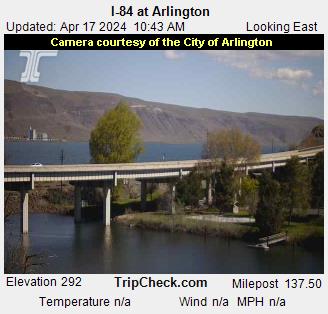 I-84 at Arlington
Updated: Apr 17 2024 10:43 AM Looking East
Camera courtesy of the City of Arlington
Elevation 292 TripCheck.com Milepost 137.50
Temperature n/a Wind n/a MPH n/a